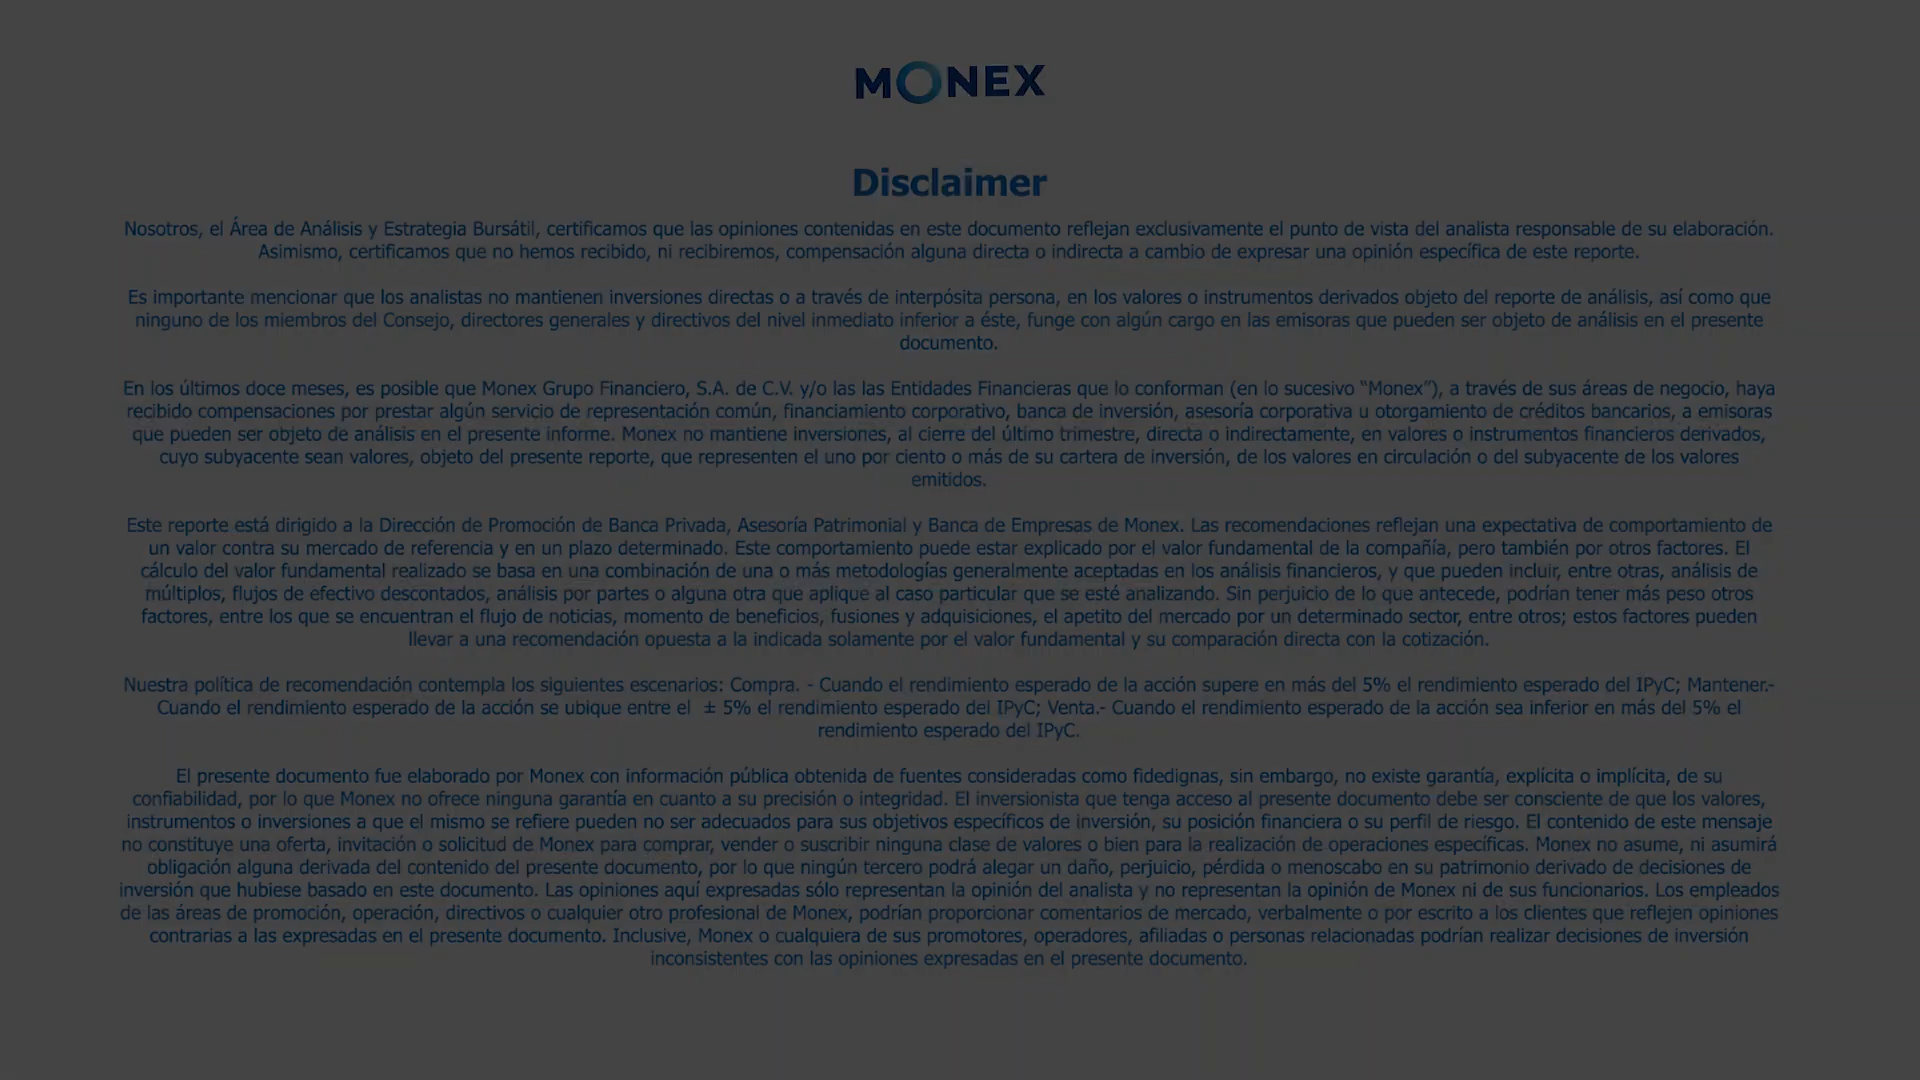 MONEX
Disclaimer
Nosotros, el Área de Análisis y Estrategia Bursátil, certificamos que las opiniones contenidas en este documento reflejan exclusivamente el punto de vista del analista responsable de su elaboración.
Asimismo, certificamos que no hemos recibido, ni recibiremos, compensación alguna directa o indirecta a cambio de expresar una opinión específica de este reporte.
Es importante mencionar que los analistas no mantienen inversiones directas o a través de interpósita persona, en los valores o instrumentos derivados objeto del reporte de análisis, así como que
ninguno de los miembros del Consejo, directores generales y directivos del nivel inmediato inferior a éste, funge con algún cargo en las emisoras que pueden ser objeto de análisis en el presente
documento.
En los últimos doce meses, es posible que Monex Grupo Financiero, S.A. de C.V. y/o las las Entidades Financieras que lo conforman (en lo sucesivo “Monex”), a través de sus áreas de negocio, haya
recibido compensaciones por prestar algún servicio de representación común, financiamiento corporativo, banca de inversión, asesoría corporativa u otorgamiento de créditos bancarios, a emisoras
que pueden ser objeto de análisis en el presente informe. Monex no mantiene inversiones, al cierre del último trimestre, directa o indirectamente, en valores o instrumentos financieros derivados,
cuyo subyacente sean valores, objeto del presente reporte, que representen el uno por ciento o más de su cartera de inversión, de los valores en circulación o del subyacente de los valores
emitidos.
Este reporte está dirigido a la Dirección de Promoción de Banca Privada, Asesoría Patrimonial y Banca de Empresas de Monex. Las recomendaciones reflejan una expectativa de comportamiento de
un valor contra su mercado de referencia y en un plazo determinado. Este comportamiento puede estar explicado por el valor fundamental de la compañía, pero también por otros factores. El
cálculo del valor fundamental realizado se basa en una combinación de una o más metodologías generalmente aceptadas en los análisis financieros, y que pueden incluir, entre otras, análisis de
múltiplos, flujos de efectivo descontados, análisis por partes o alguna otra que aplique al caso particular que se esté analizando. Sin perjuicio de lo que antecede, podrían tener más peso otros
factores, entre los que se encuentran el flujo de noticias, momento de beneficios, fusiones y adquisiciones, el apetito del mercado por un determinado sector, entre otros; estos factores pueden
llevar a una recomendación opuesta a la indicada solamente por el valor fundamental y su comparación directa con la cotización.
Nuestra política de recomendación contempla los siguientes escenarios: Compra. - Cuando el rendimiento esperado de la acción supere en más del 5% el rendimiento esperado del IPyC; Mantener.-
Cuando el rendimiento esperado de la acción se ubique entre el ± 5% el rendimiento esperado del IPyC; Venta.- Cuando el rendimiento esperado de la acción sea inferior en más del 5% el
rendimiento esperado del IPyC.
El presente documento fue elaborado por Monex con información pública obtenida de fuentes consideradas como fidedignas, sin embargo, no existe garantía, explícita o implícita, de su
confiabilidad, por lo que Monex no ofrece ninguna garantía en cuanto a su precisión o integridad. El inversionista que tenga acceso al presente documento debe ser consciente de que los valores,
instrumentos o inversiones a que el mismo se refiere pueden no ser adecuados para sus objetivos específicos de inversión, su posición financiera o su perfil de riesgo. El contenido de este mensaje
no constituye una oferta, invitación o solicitud de Monex para comprar, vender o suscribir ninguna clase de valores o bien para la realización de operaciones específicas. Monex no asume, ni asumirá
obligación alguna derivada del contenido del presente documento, por lo que ningún tercero podrá alegar un daño, perjuicio, pérdida o menoscabo en su patrimonio derivado de decisiones de
inversión que hubiese basado en este documento. Las opiniones aquí expresadas sólo representan la opinión del analista y no representan la opinión de Monex ni de sus funcionarios. Los empleados
de las áreas de promoción, operación, directivos o cualquier otro profesional de Monex, podrían proporcionar comentarios de mercado, verbalmente o por escrito a los clientes que reflejen opiniones
contrarias a las expresadas en el presente documento. Inclusive, Monex o cualquiera de sus promotores, operadores, afiliadas o personas relacionadas podrían realizar decisiones de inversión
inconsistentes con las opiniones expresadas en el presente documento.